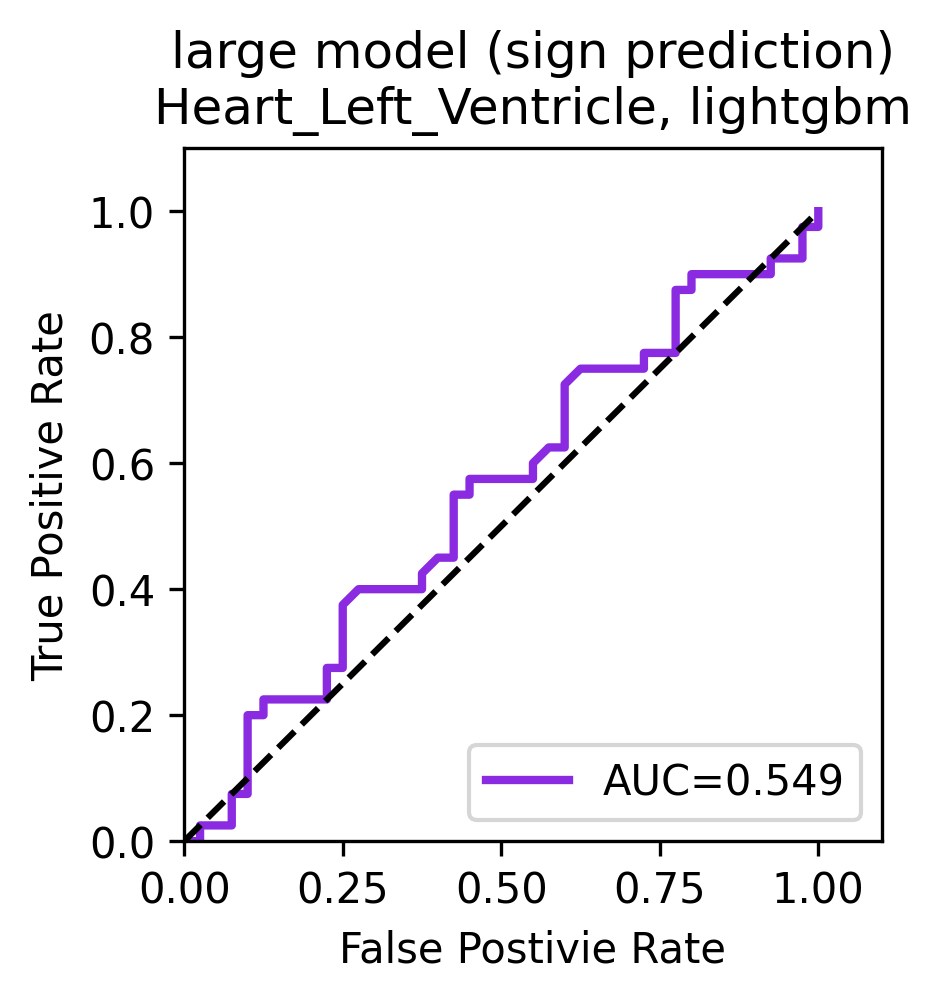 large model (sign prediction)
Heart_Left_Ventricle, lightgbm
True Positive Rate
1.0
0.8
0.6
0.4
0.2
0.0
AUC=0.549
0.00 0.25 0.50 0.75 1.00
False Postivie Rate